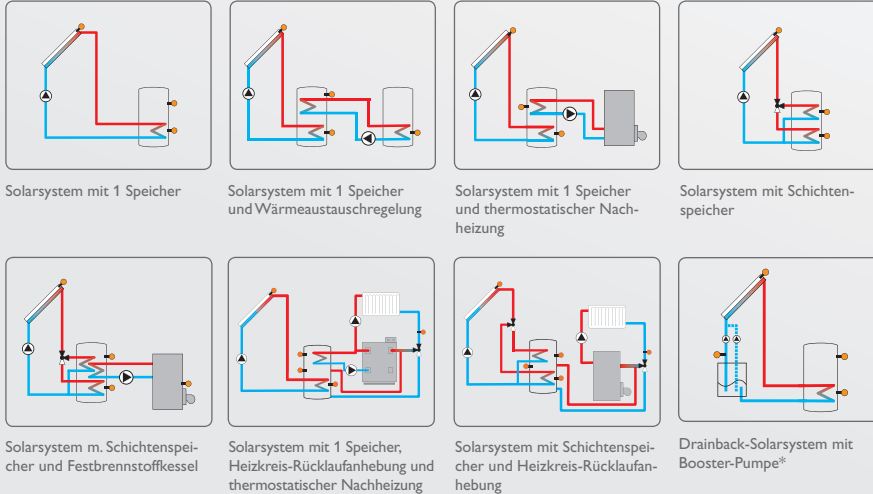 Solarsystem mit 1 Speicher
Solarsystem mit 1 Speicher
und Wärmeaustauschregelung
Solarsystem mit 1 Speicher
und thermostatischer Nach-
heizung
Solarsystem mit Schichten-
speicher
Solarsystem m. Schichtenspei-
cher und Festbrennstoffkessel
Solarsystem mit 1 Speicher,
Heizkreis-Rücklaufanhebung und
thermostatischer Nachheizung
Solarsystem mit Schichtenspei-
cher und Heizkreis-Rücklaufan-
hebung
Drainback-Solarsystem mit
Booster-Pumpe*